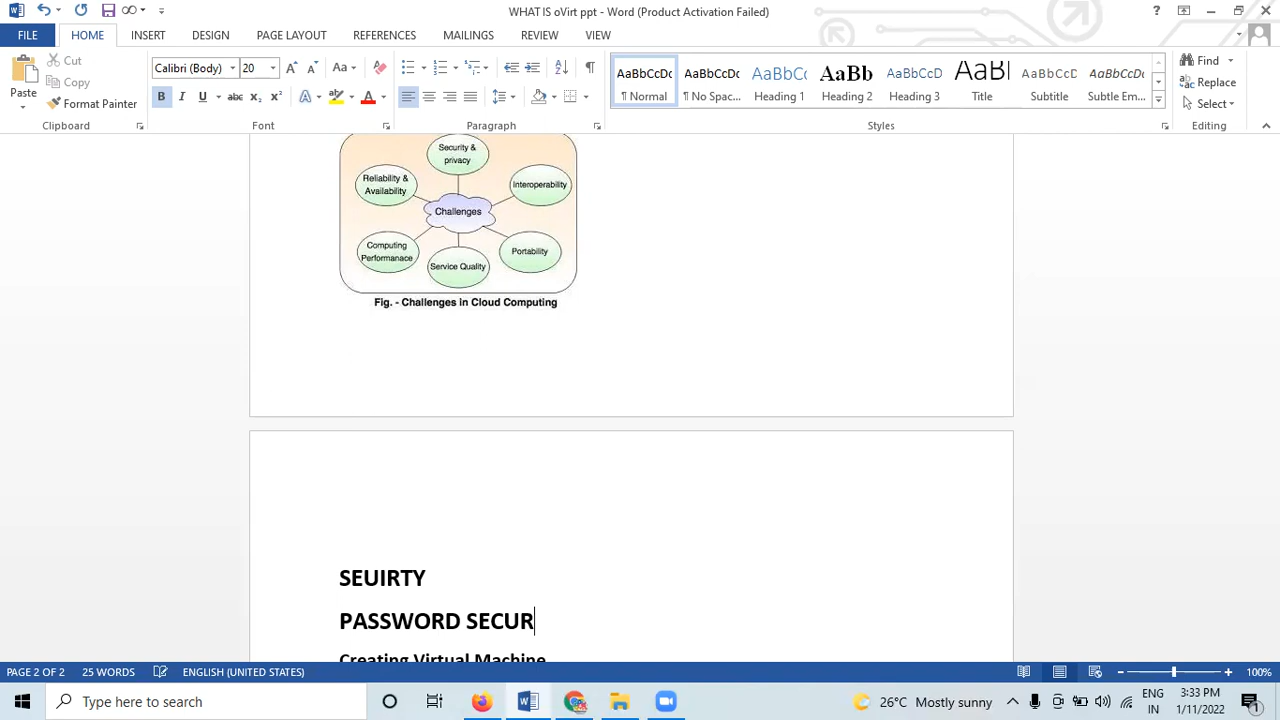 WHAT IS oVirt ppt - Word (Product Activation Failed)
FILE HOME INSERT DESIGN PAGE LAYOUT REFERENCES MAILINGS REVIEW VIEW
Paste
Cut
Copy
Format Painter
Clipboard
Calibri (Body) 20
Font
Paragraph
AaBbCcDc AaBbCcDc AaBbCc AaBb AaBbCcD AaB AaBbCcD AaBbCcDc
¶ Normal ¶ No Spac... Heading 1 Heading 2 Heading 3 Title Subtitle Subtle Em...
Styles
Find
Replace
Select
Editing
Security & privacy
Reliability & Availability
Interoperability
Challenges
Computing Performanace
Portability
Service Quality
Fig. - Challenges in Cloud Computing
SEUIRTY
PASSWORD SECUR
Creating Virtual Machine
PAGE 2 OF 2 25 WORDS ENGLISH (UNITED STATES) 100%
Type here to search
26°C Mostly sunny
ENG
IN
3:33 PM
1/11/2022